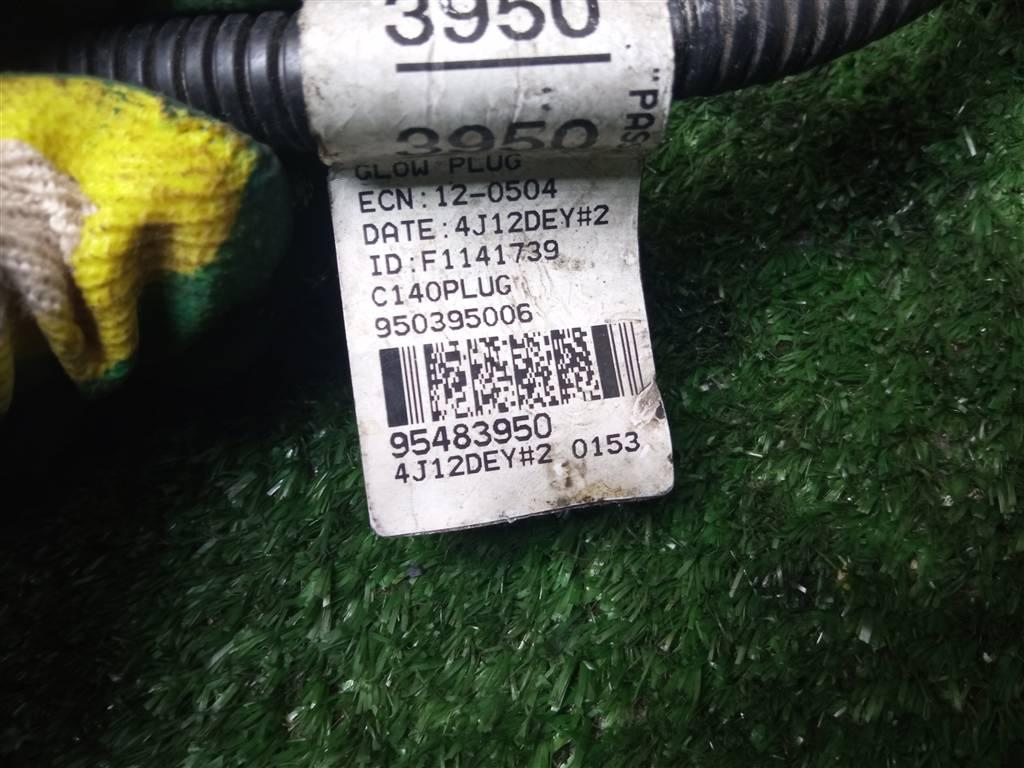 3950
3950
"PAS
GLOW PLUG
ECN:12-0504
DATE:4J12DEY#2
ID:F1141739
C140PLUG
950395006
95483950
4J12DEY#2 0153